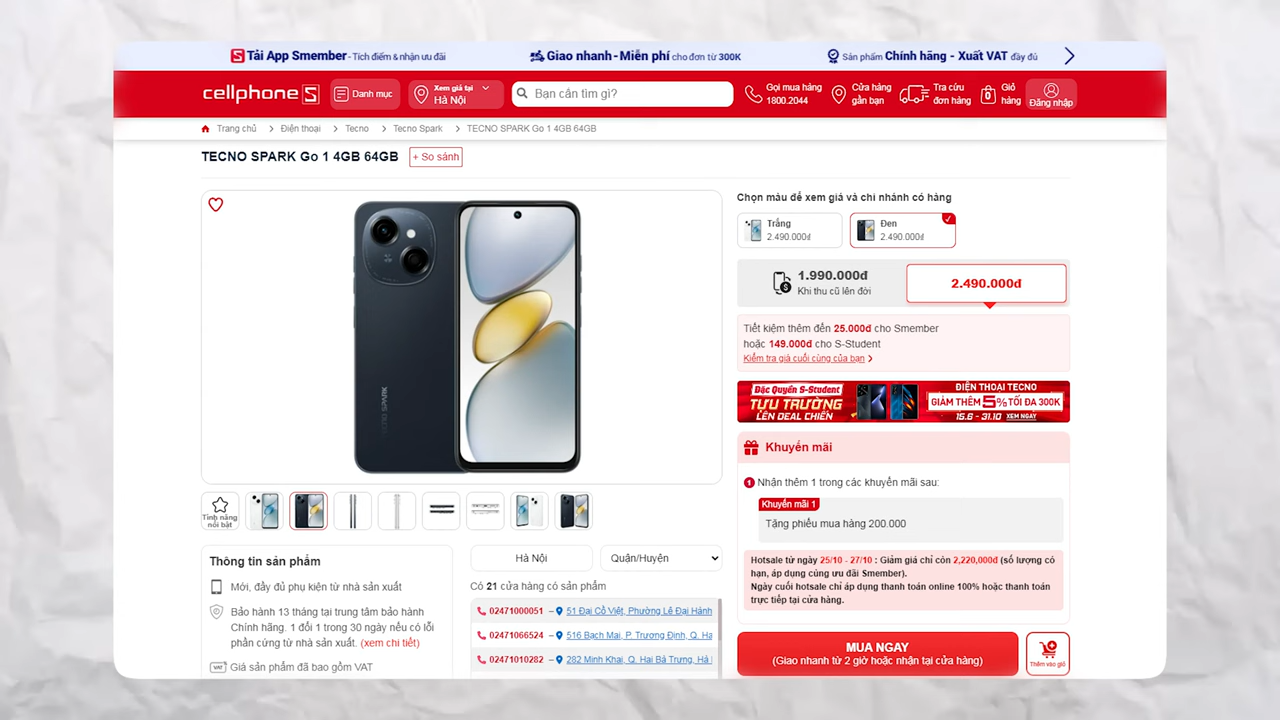 Tải App Smember - Tích điểm & nhận ưu đãi
Giao nhanh - Miễn phí cho đơn từ 300K
Sản phẩm Chính hãng - Xuất VAT đầy đủ
cellphone S
Danh mục
Xem giá tại
Hà Nội
Bạn cần tìm gì?
Gọi mua hàng
1800.2044
Cửa hàng
gần bạn
Tra cứu
đơn hàng
0
Giỏ
hàng
Đăng nhập
Trang chủ > Điện thoại > Tecno > Tecno Spark > TECNO SPARK Go 1 4GB 64GB
TECNO SPARK Go 1 4GB 64GB
+ So sánh
TECNO SPARK
Tính năng
nổi bật
Thông tin sản phẩm
Mới, đầy đủ phụ kiện từ nhà sản xuất
Bảo hành 13 tháng tại trung tâm bảo hành
Chính hãng. 1 đổi 1 trong 30 ngày nếu có lỗi
phần cứng từ nhà sản xuất. (xem chi tiết)
VAT Giá sản phẩm đã bao gồm VAT
Hà Nội
Quận/Huyện
Có 21 cửa hàng có sản phẩm
02471000051 – 51 Đại Cồ Việt, Phường Lê Đại Hành
02471066524 – 516 Bạch Mai, P. Trương Định, Q. Ha
02471010282 – 282 Minh Khai, Q. Hai Bà Trưng, Hà
Chọn màu để xem giá và chi nhánh có hàng
Trắng
2.490.000đ
Đen
2.490.000đ
1.990.000đ
Khi thu cũ lên đời
2.490.000đ
Tiết kiệm thêm đến 25.000đ cho Smember
hoặc 149.000đ cho S-Student
Kiểm tra giá cuối cùng của bạn >
Đặc Quyền S-Student
TỰU TRƯỜNG
LÊN DEAL CHIẾN
ĐIỆN THOẠI TECNO
GIẢM THÊM 5% TỐI ĐA 300K
15.6 - 31.10 XEM NGAY
Khuyến mãi
1 Nhận thêm 1 trong các khuyến mãi sau:
Khuyến mãi 1
Tặng phiếu mua hàng 200.000
Hotsale từ ngày 25/10 - 27/10 : Giảm giá chỉ còn 2,220,000đ (số lượng có
hạn, áp dụng cùng ưu đãi Smember).
Ngày cuối hotsale chỉ áp dụng thanh toán online 100% hoặc thanh toán
trực tiếp tại cửa hàng.
MUA NGAY
(Giao nhanh từ 2 giờ hoặc nhận tại cửa hàng)
Thêm vào giỏ